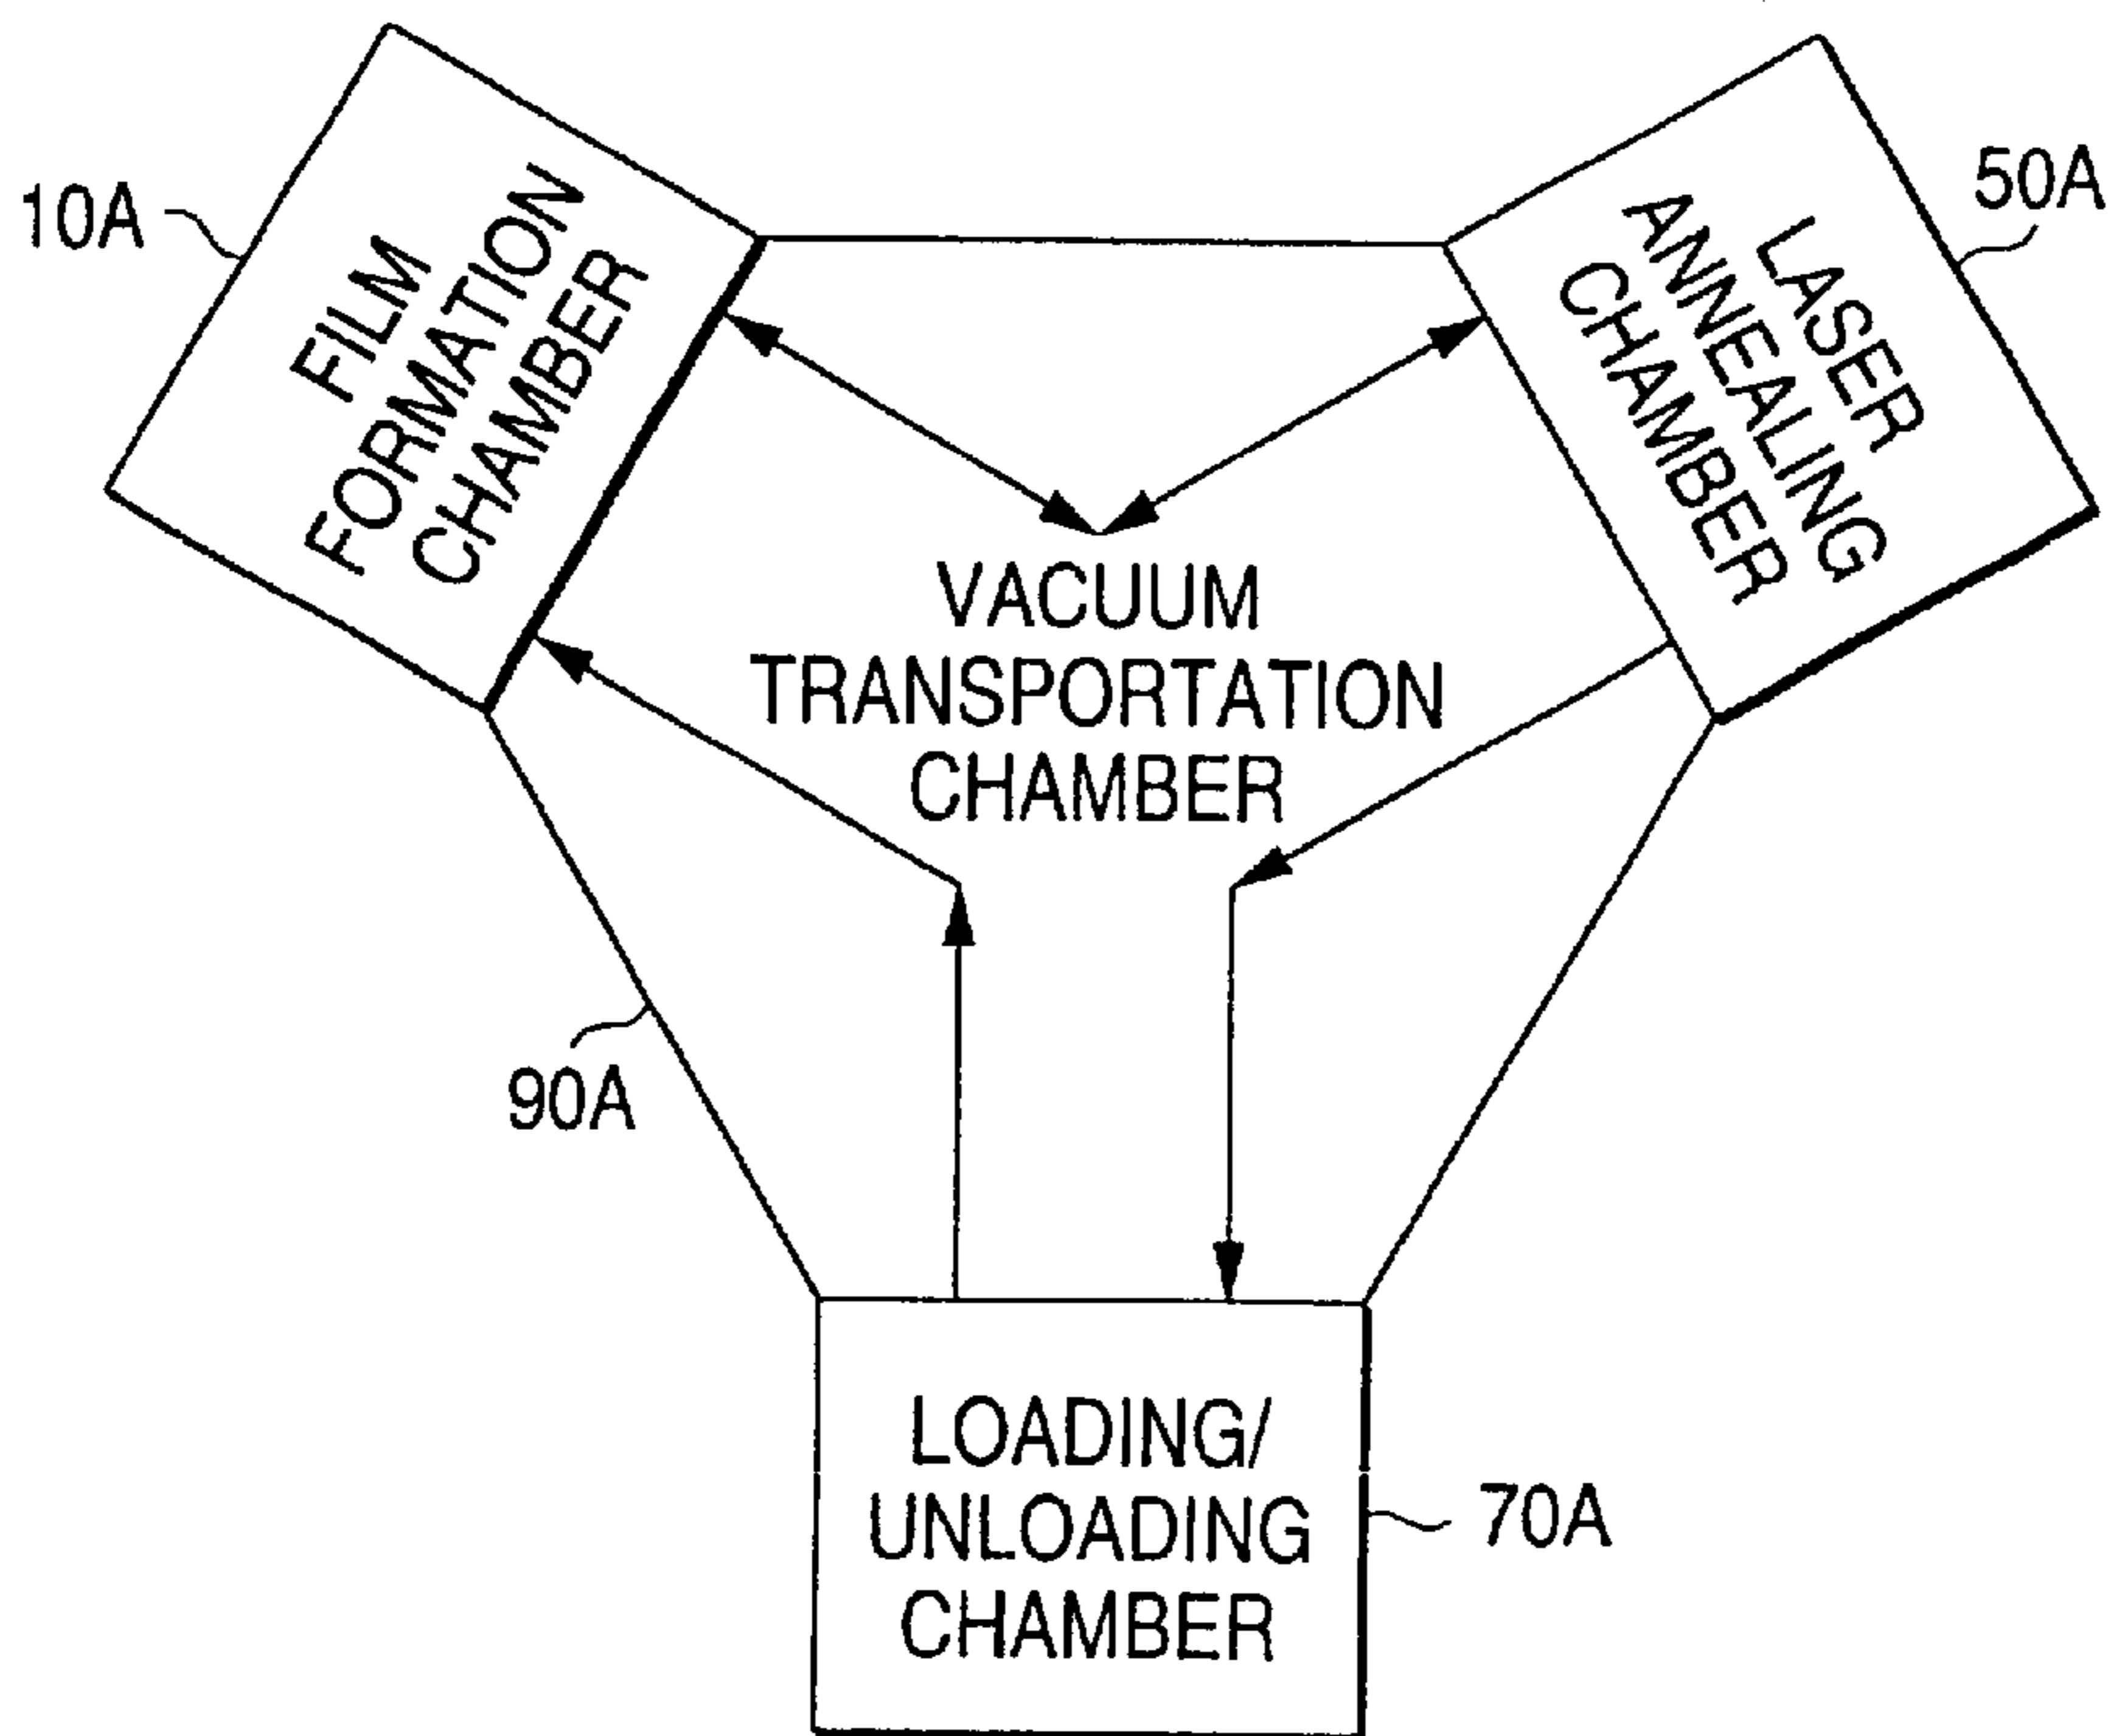 10A
FILM
FORMATION
CHAMBER
50A
LASER
ANNEALING
CHAMBER
VACUUM
TRANSPORTATION
CHAMBER
90A
LOADING/
UNLOADING
CHAMBER
70A